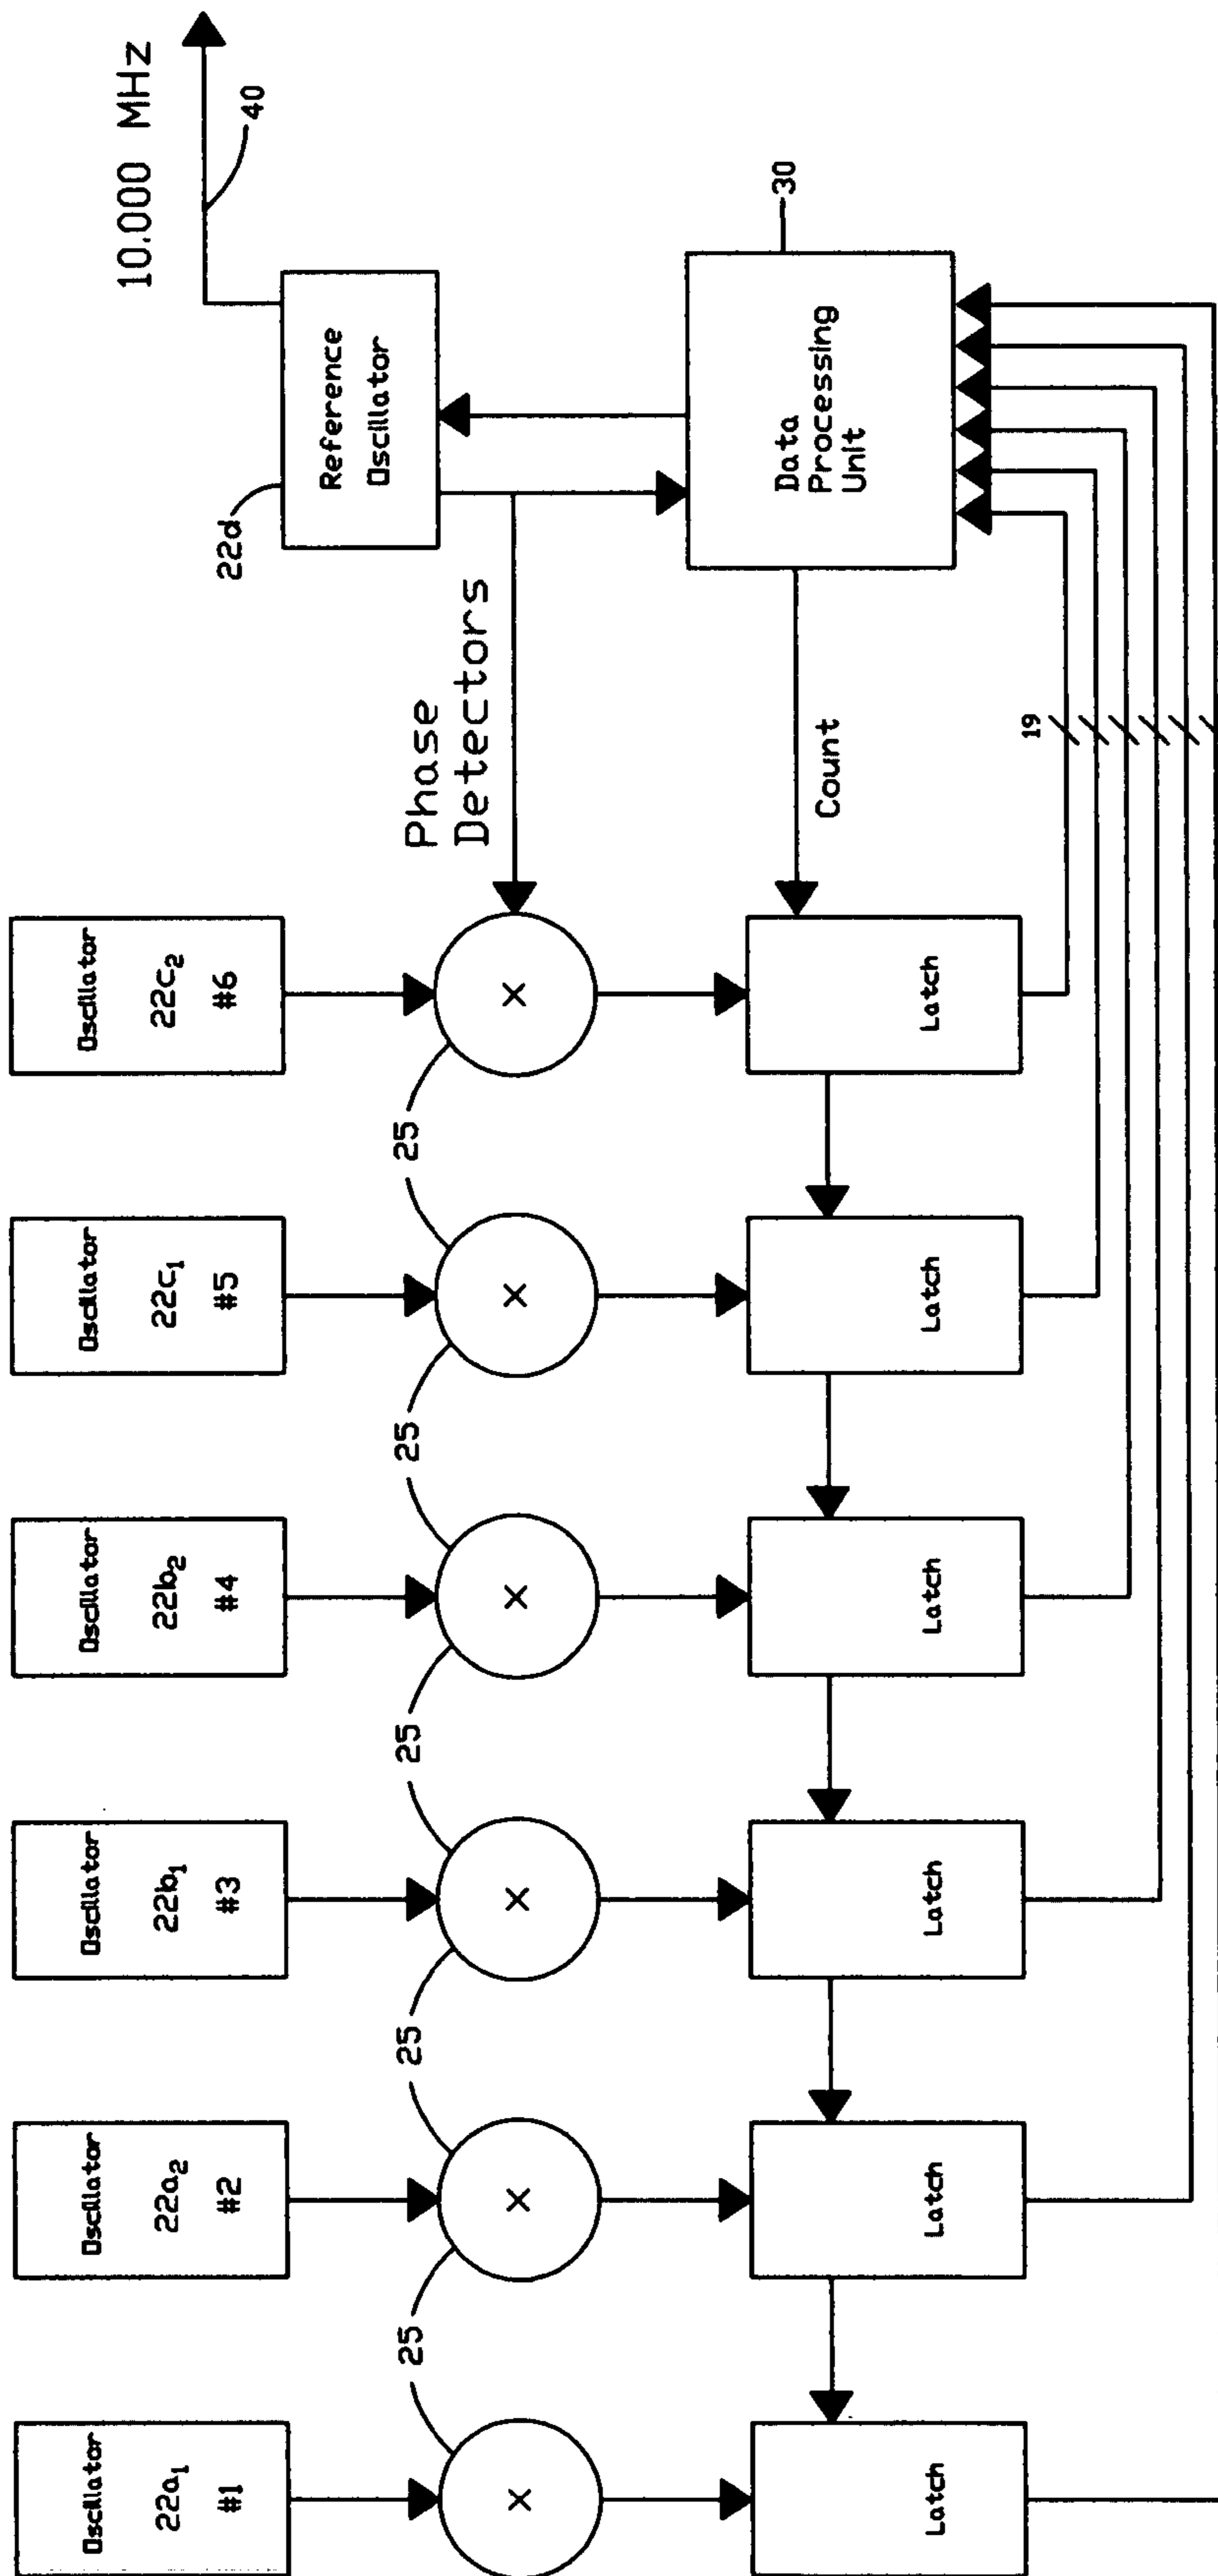 10.000 MHz
40
22d
Reference
Oscillator
30
Data
Processing
Unit
Phase
Detectors
Count
19
Oscillator
22a1
#1
Oscillator
22a2
#2
Oscillator
22b1
#3
Oscillator
22b2
#4
Oscillator
22c1
#5
Oscillator
22c2
#6
25
25
25
25
25
X
X
X
X
X
X
Latch
Latch
Latch
Latch
Latch
Latch